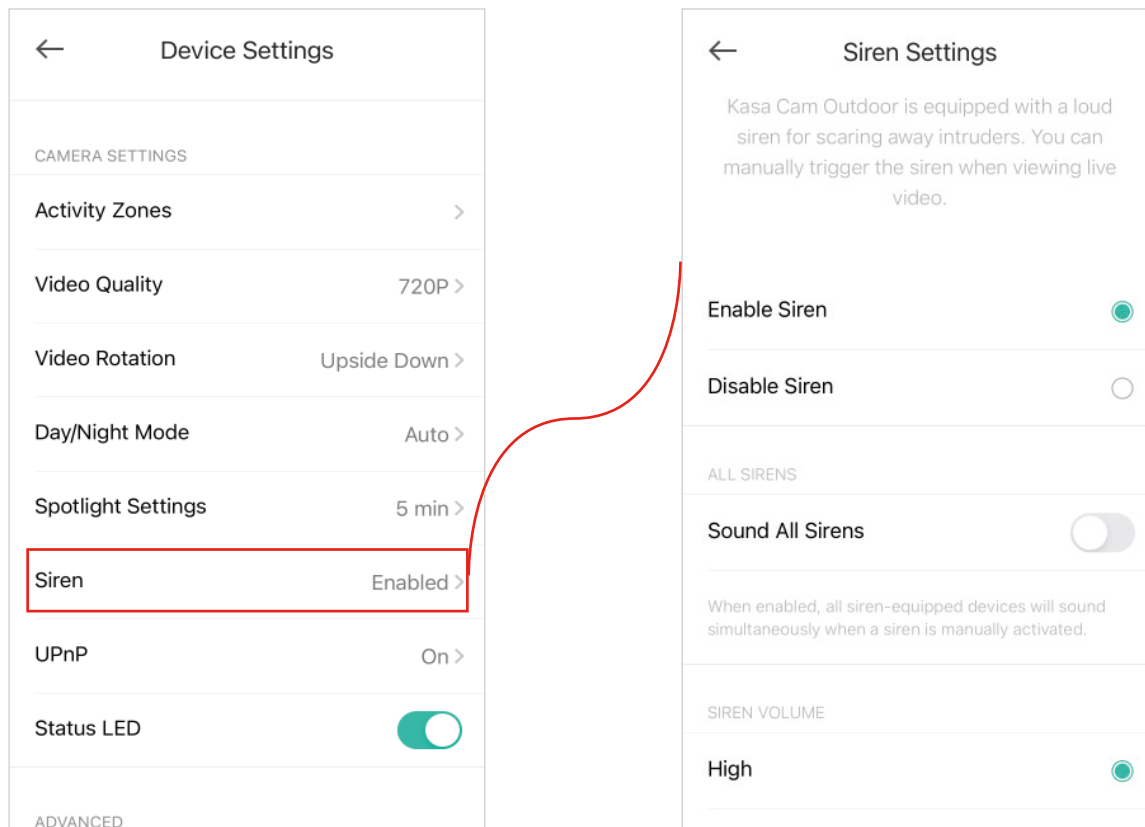 Device Settings
CAMERA SETTINGS
Activity Zones
Video Quality 720P
Video Rotation Upside Down
Day/Night Mode Auto
Spotlight Settings 5 min
Siren Enabled
UPnP On
Status LED
ADVANCED
Siren Settings
Kasa Cam Outdoor is equipped with a loud
siren for scaring away intruders. You can
manually trigger the siren when viewing live
video.
Enable Siren
Disable Siren
ALL SIRENS
Sound All Sirens
When enabled, all siren-equipped devices will sound
simultaneously when a siren is manually activated.
SIREN VOLUME
High